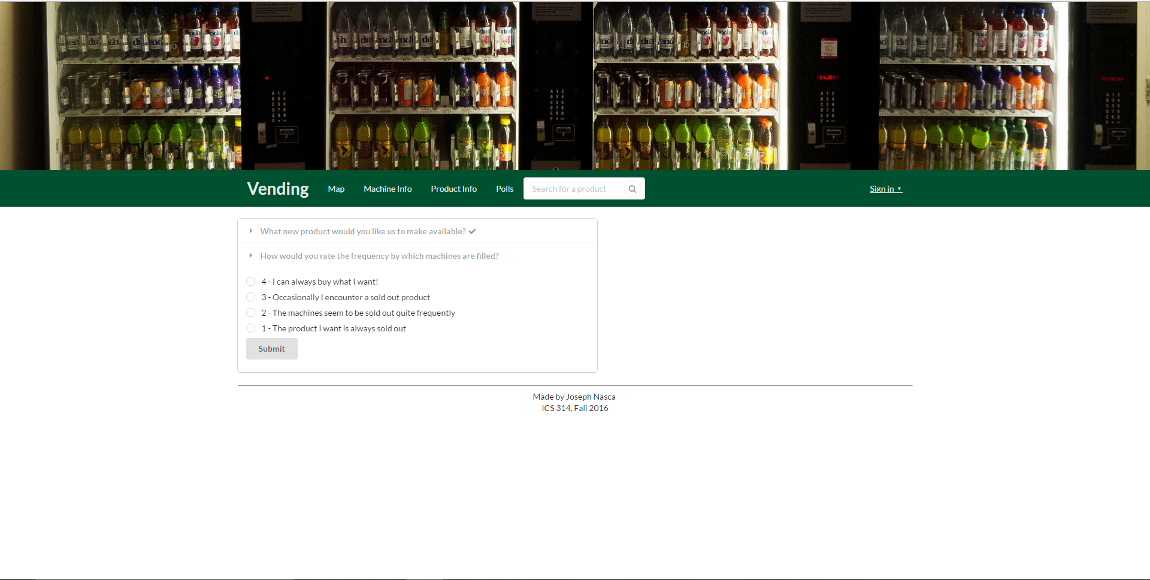 Vending
Map
Machine Info
Product Info
Polls
Search for a product
Sign in
What new product would you like us to make available?
How would you rate the frequency by which machines are filled?
4 - I can always buy what I want!
3 - Occasionally I encounter a sold out product
2 - The machines seem to be sold out quite frequently
1 - The product I want is always sold out
Submit
Made by Joseph Nasca
ICS 314, Fall 2016